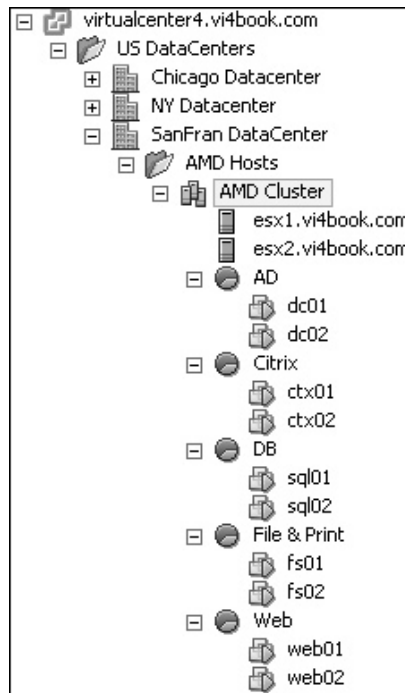 virtualcenter4.vi4book.com
US DataCenters
Chicago Datacenter
NY Datacenter
SanFran DataCenter
AMD Hosts
AMD Cluster
esx1.vi4book.com
esx2.vi4book.com
AD
dc01
dc02
Citrix
ctx01
ctx02
DB
sql01
sql02
File & Print
fs01
fs02
Web
web01
web02